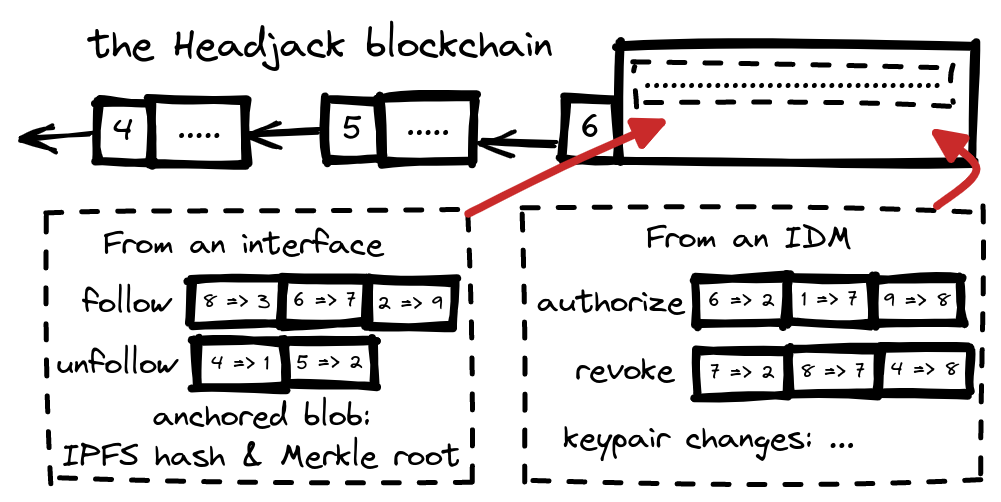 the Headjack blockchain
4 ..... 5 ..... 6 ..........................................
From an interface
follow 8 => 3 6 => 7 2 => 9
unfollow 4 => 1 5 => 2
anchored blob:
IPFS hash & Merkle root
From an IDM
authorize 6 => 2 1 => 7 9 => 8
revoke 7 => 2 8 => 7 4 => 8
keypair changes: ...